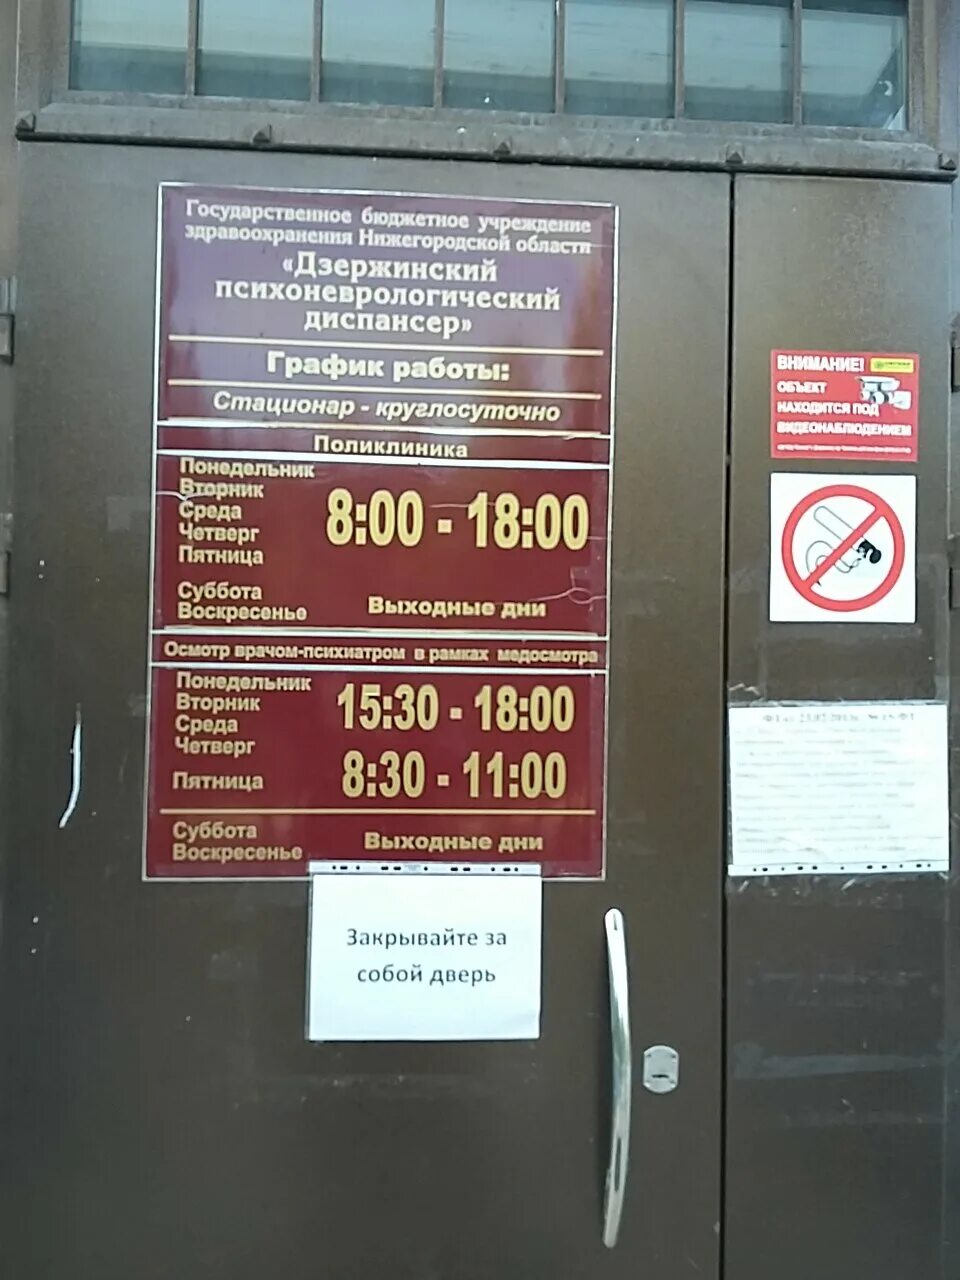 Государственное бюджетное учреждение
здравоохранения Нижегородской области
«Дзержинский
психоневрологический
диспансер»
График работы:
Стационар - круглосуточно
Поликлиника
Понедельник
Вторник
Среда
Четверг
Пятница
8:00 - 18:00
Суббота
Воскресенье
Выходные дни
Осмотр врачом-психиатром в рамках медосмотра
Понедельник
Вторник
Среда
Четверг
15:30 - 18:00
Пятница
8:30 - 11:00
Суббота
Воскресенье
Выходные дни
Закрывайте за
собой дверь
ВНИМАНИЕ!
ОБЪЕКТ
НАХОДИТСЯ ПОД
ВИДЕОНАБЛЮДЕНИЕМ